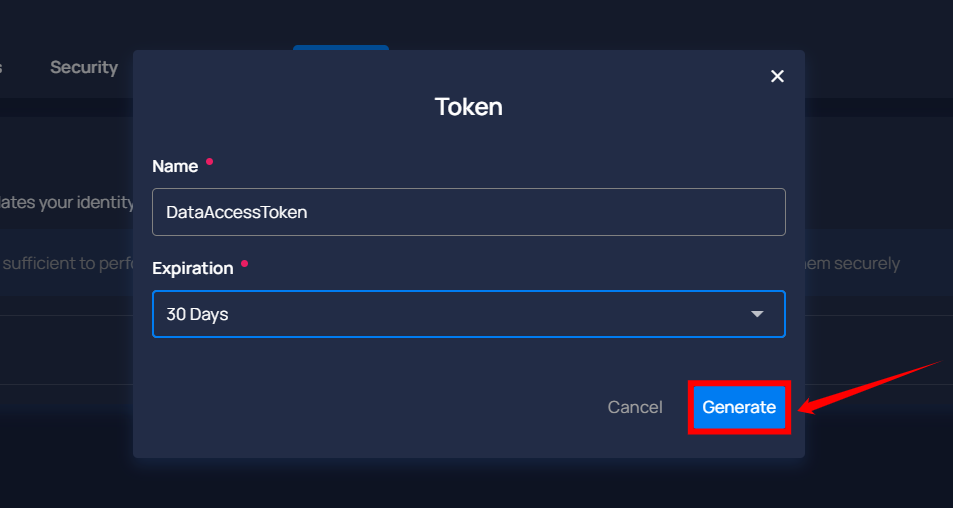 Security
Token
Name
ates your identity
DataAccessToken
sufficient to perf
em securely
Expiration
30 Days
Cancel
Generate